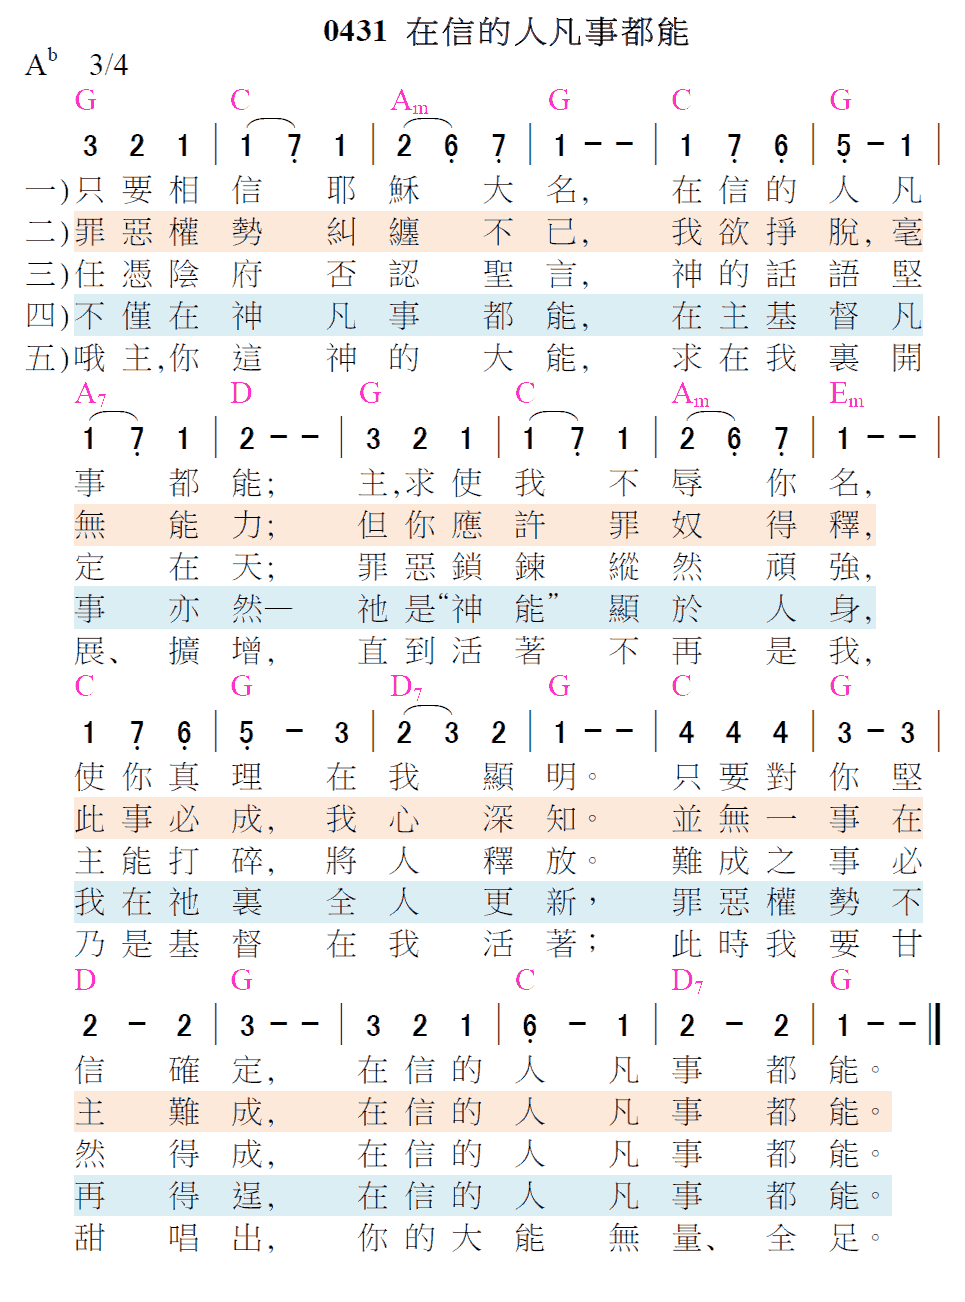 0431 在信的人凡事都能
A^b 3/4
G C Am G C G
3 2 1 | 1 7̣ 1 | 2 6̣ 7̣ | 1 - - | 1 7̣ 6̣ | 5̣ - 1 |
一)只要相信耶穌大名,在信的人凡
二)罪惡權勢糾纏不已,我欲掙脫,毫
三)任憑陰府否認聖言,神的話語堅
四)不僅在神凡事都能,在主基督凡
五)哦主,你這神的大能,求在我裏開
A7 D G C Am Em
1 7̣ 1 | 2 - - | 3 2 1 | 1 7̣ 1 | 2 6̣ 7̣ | 1 - - |
事都能;主,求使我不辱你名,
無能力;但你應許罪奴得釋,
定在天;罪惡鎖鍊縱然頑強,
事亦然─祂是“神能”顯於人身,
展、擴增,直到活著不再是我,
C G D7 G C G
1 7̣ 6̣ | 5̣ - 3 | 2 3 2 | 1 - - | 4 4 4 | 3 - 3 |
使你真理在我顯明。只要對你堅
此事必成,我心深知。並無一事在
主能打碎,將人釋放。難成之事必
我在祂裏全人更新,罪惡權勢不
乃是基督在我活著;此時我要甘
D G C D7 G
2 - 2 | 3 - - | 3 2 1 | 6̣ - 1 | 2 - 2 | 1 - - ‖
信確定,在信的人凡事都能。
主難成,在信的人凡事都能。
然得成,在信的人凡事都能。
再得逞,在信的人凡事都能。
甜唱出,你的大能無量、全足。